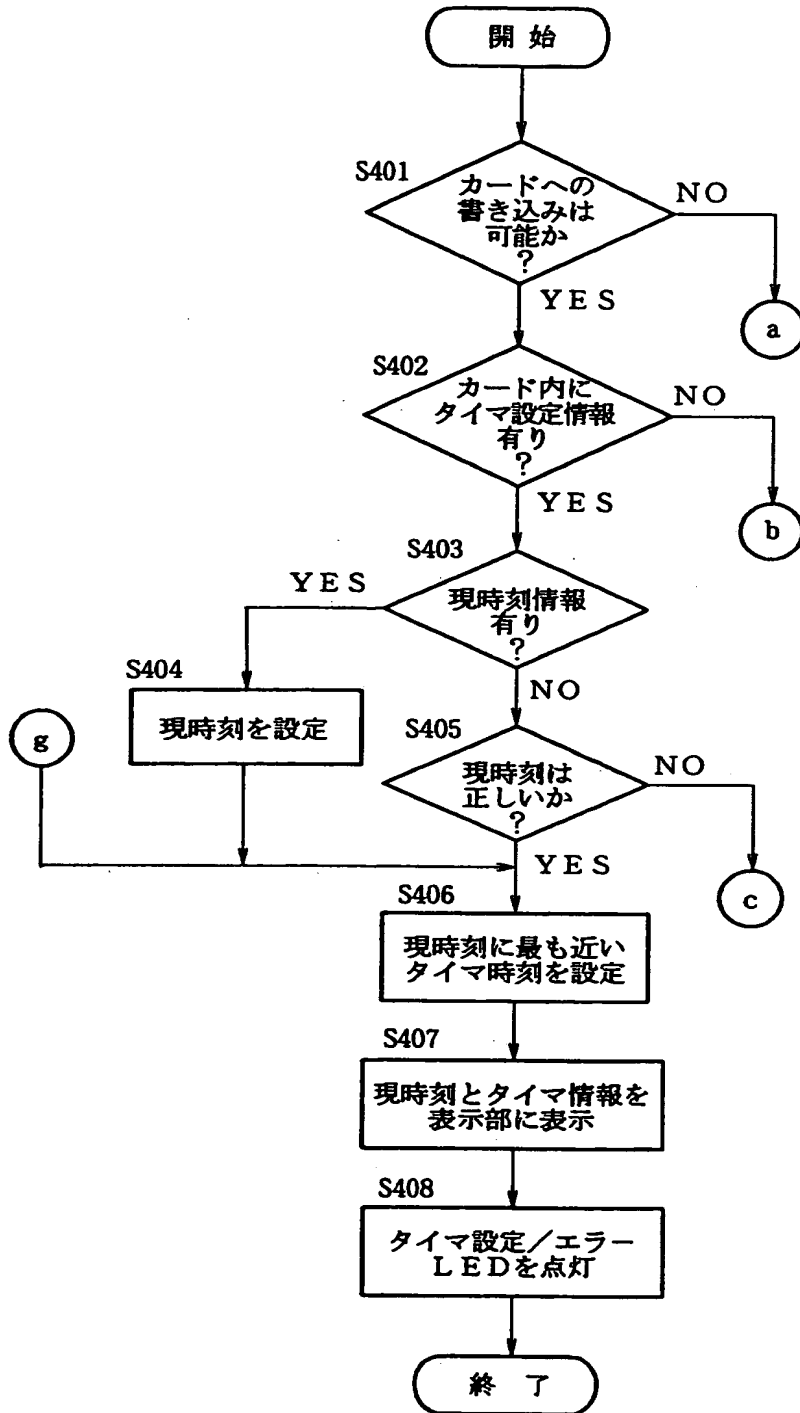 開 始
S401
カードへの
書き込みは
可能か
?
NO
a
YES
S402
カード内に
タイマ設定情報
有り
?
NO
b
YES
S403
現時刻情報
有り
?
YES
NO
S404
現時刻を設定
g
S405
現時刻は
正しいか
?
NO
c
YES
S406
現時刻に最も近い
タイマ時刻を設定
S407
現時刻とタイマ情報を
表示部に表示
S408
タイマ設定／エラー
ＬＥＤを点灯
終 了